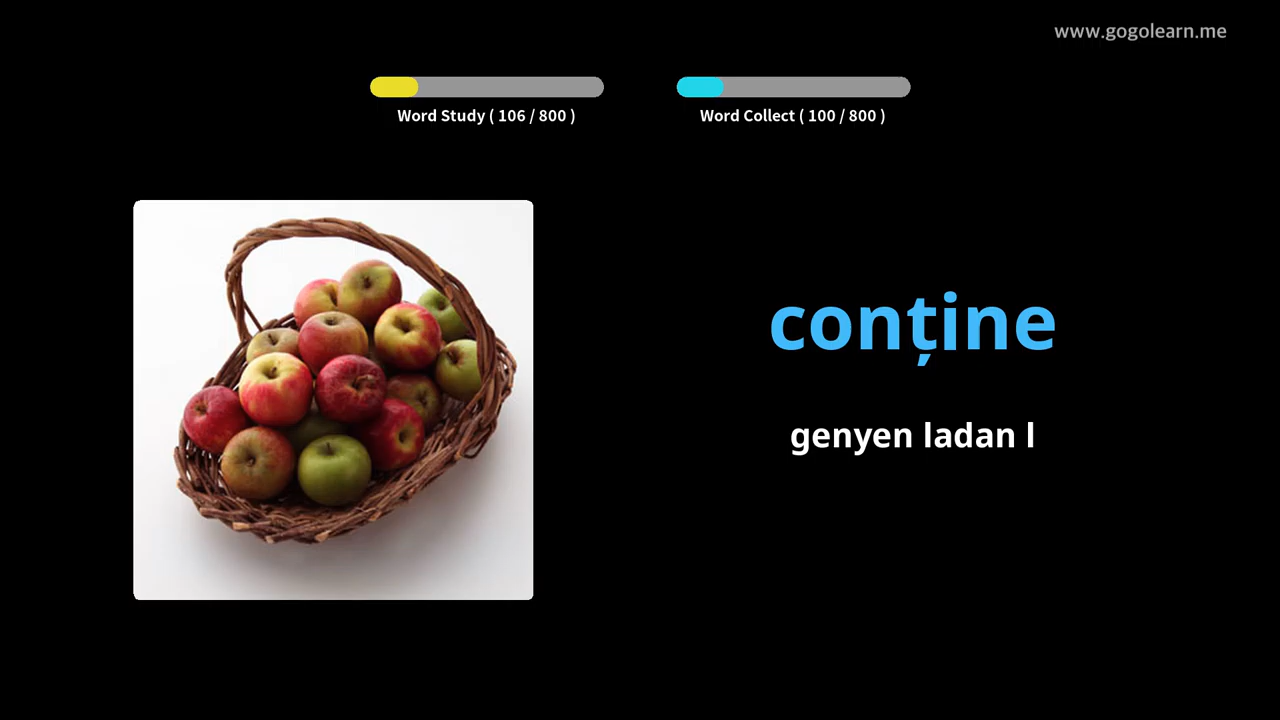 www.gogolearn.me
Word Study ( 106 / 800 )
Word Collect ( 100 / 800 )
conține
genyen ladan l